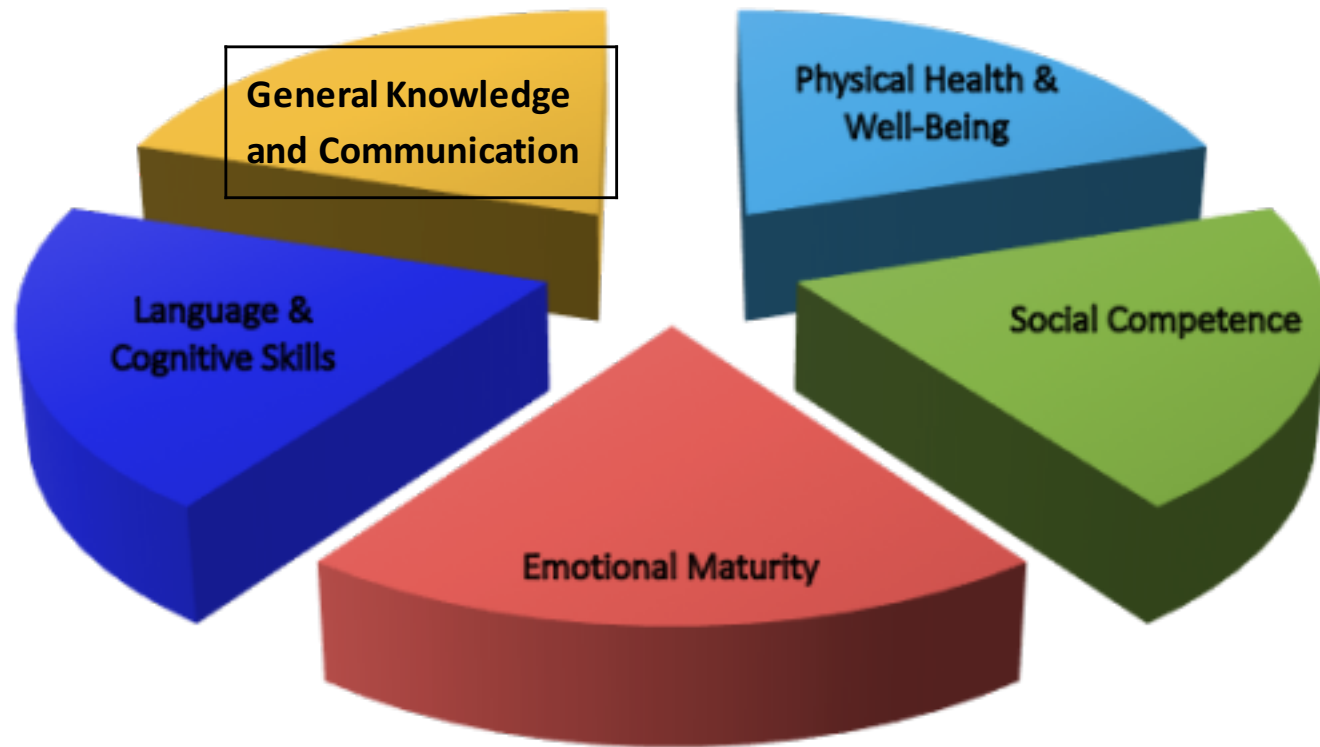 General Knowledge
and Communication
Physical Health &
Well-Being
Language &
Cognitive Skills
Social Competence
Emotional Maturity